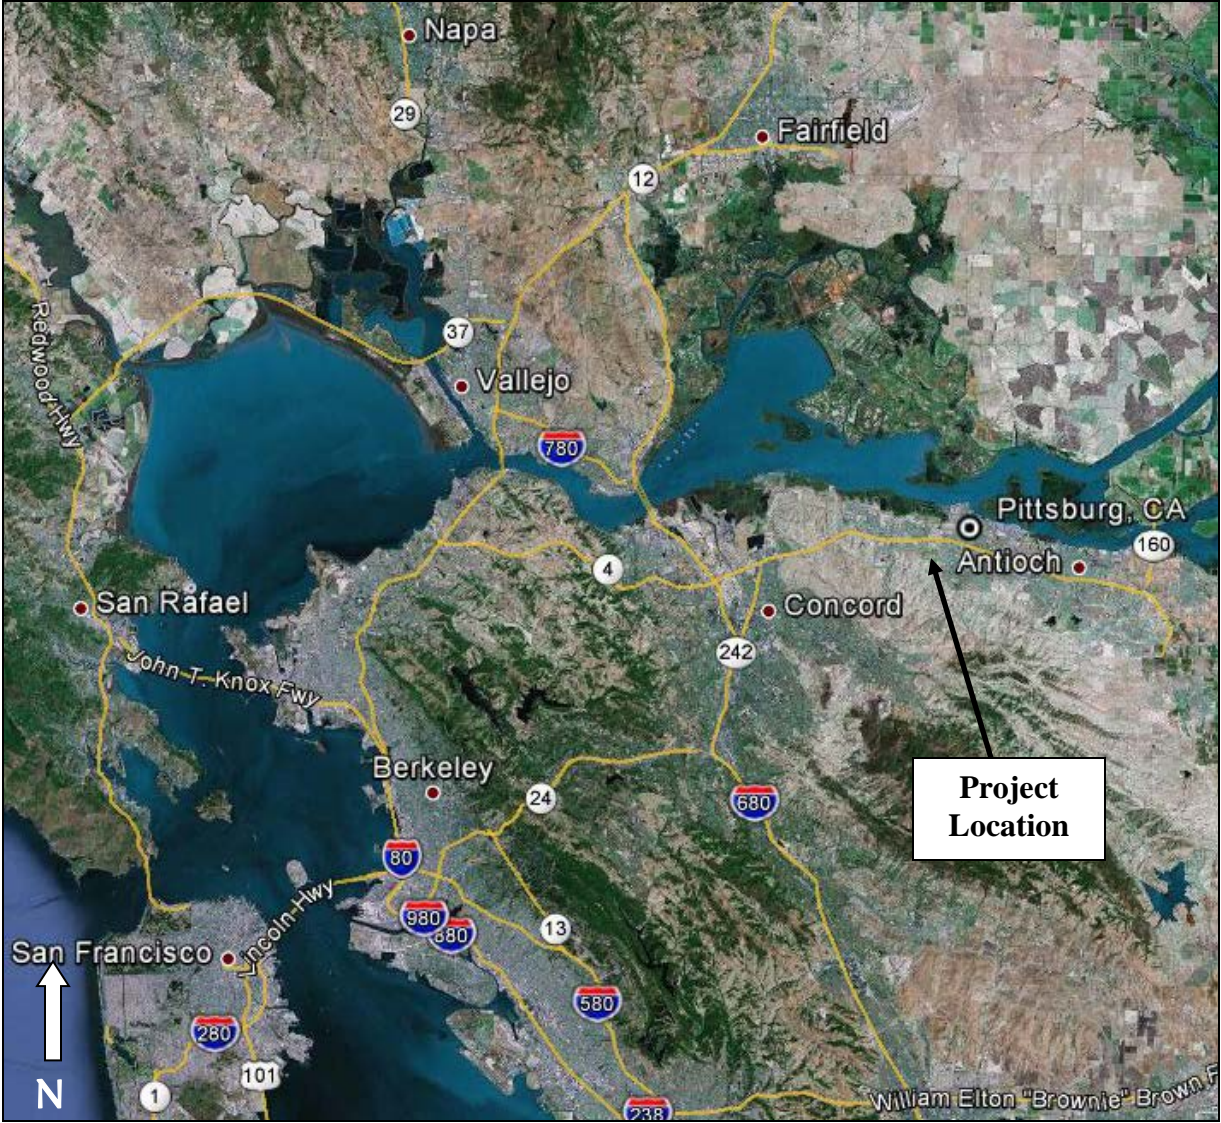 Napa
29
Fairfield
12
Redwood Hwy
37
Vallejo
780
Pittsburg, CA
160
Antioch
4
San Rafael
Concord
242
John T. Knox Fwy
Project
Location
Berkeley
24
680
80
Lincoln Hwy
980
880
13
San Francisco
580
280
101
1
N
238
William Elton "Brownie" Brown F